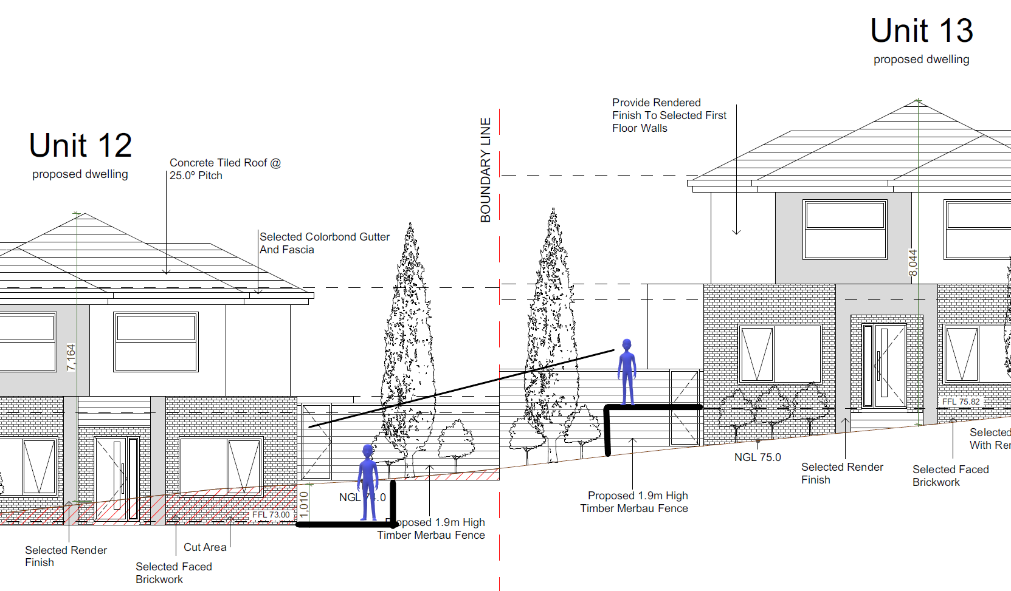 Unit 13
proposed dwelling
Provide Rendered
Finish To Selected First
Floor Walls
BOUNDARY LINE
Unit 12
proposed dwelling
Concrete Tiled Roof @
25.0º Pitch
Selected Colorbond Gutter
And Fascia
8,044
7,164
FFL 75.82
Selected
With Ren
NGL 75.0
Selected Render
Finish
Selected Faced
Brickwork
1,010
FFL 73.00
Proposed 1.9m High
Timber Merbau Fence
Proposed 1.9m High
Timber Merbau Fence
Cut Area
Selected Render
Finish
Selected Faced
Brickwork